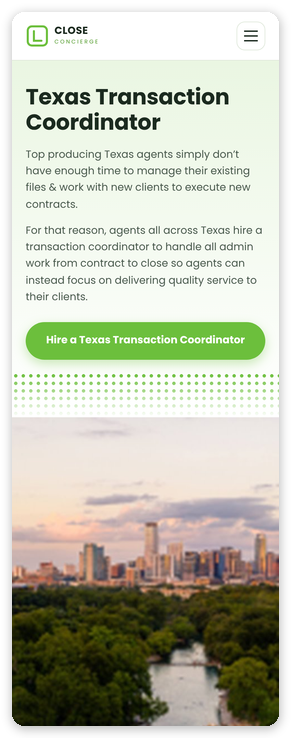 CLOSE
CONCIERGE
Texas Transaction
Coordinator
Top producing Texas agents simply don’t
have enough time to manage their existing
files & work with new clients to execute new
contracts.
For that reason, agents all across Texas hire a
transaction coordinator to handle all admin
work from contract to close so agents can
instead focus on delivering quality service to
their clients.
Hire a Texas Transaction Coordinator